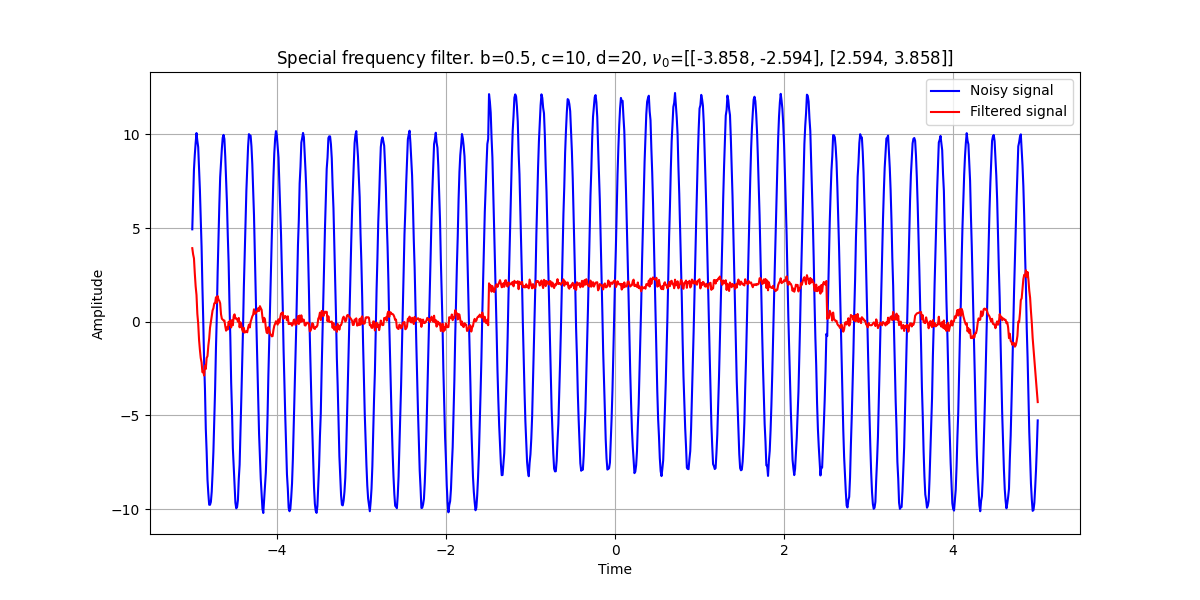 Special frequency filter. b=0.5, c=10, d=20, ν₀=[[-3.858, -2.594], [2.594, 3.858]]
Noisy signal
Filtered signal
10
5
0
−5
−10
Amplitude
−4
−2
0
2
4
Time